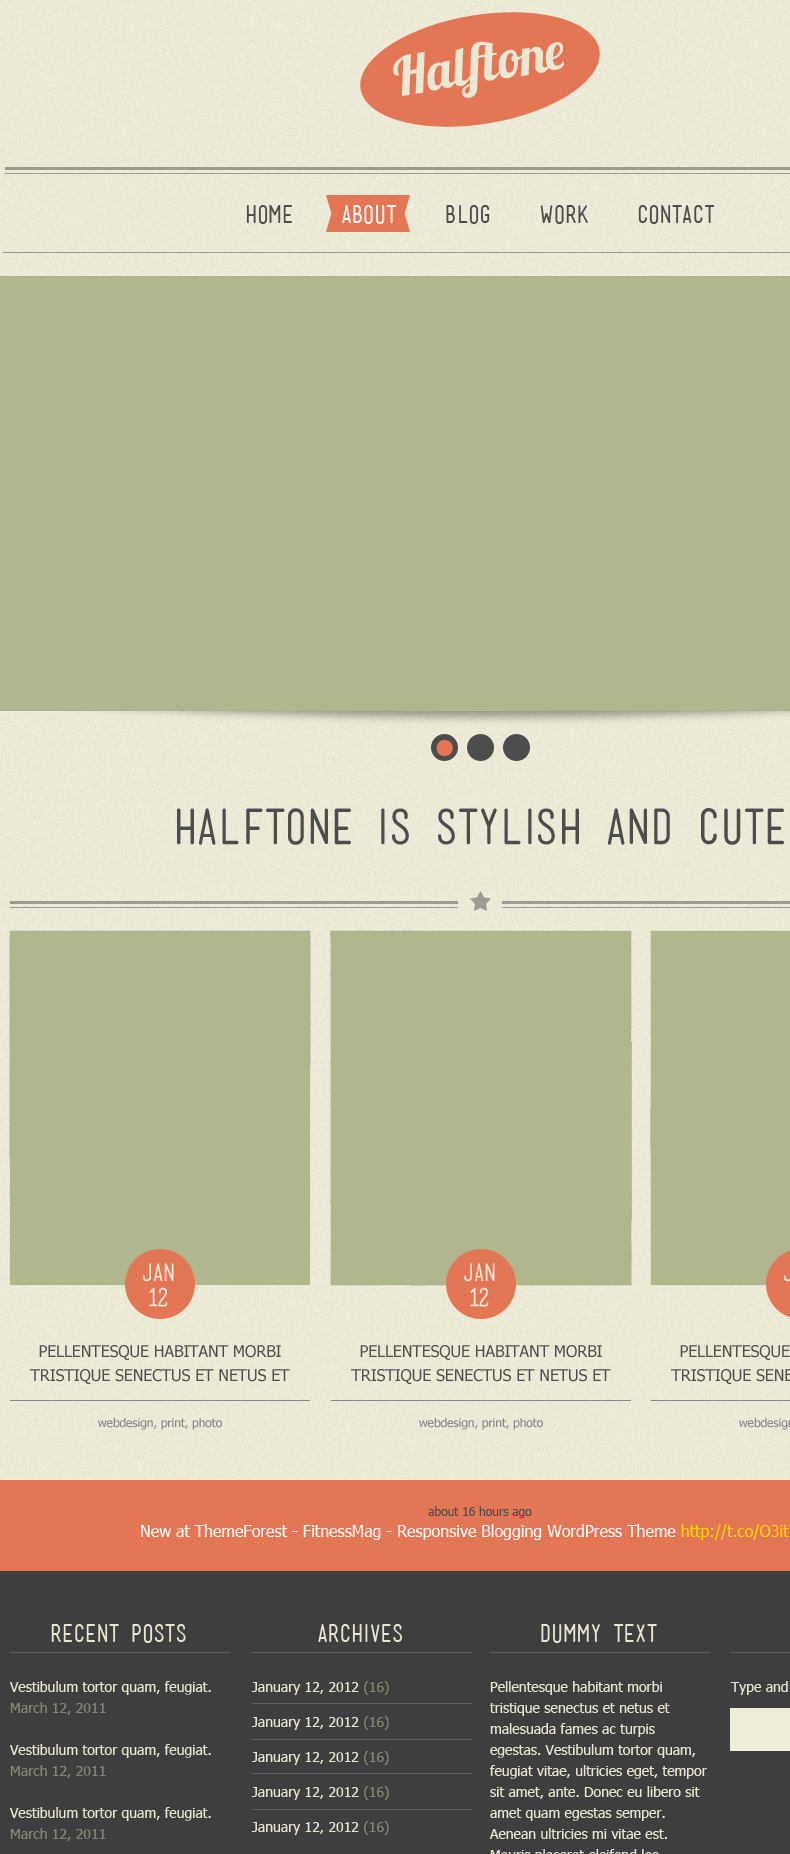 Halftone
HOME ABOUT BLOG WORK CONTACT
HALFTONE IS STYLISH AND CUTE
JAN
12
PELLENTESQUE HABITANT MORBI
TRISTIQUE SENECTUS ET NETUS ET
webdesign, print, photo
JAN
12
PELLENTESQUE HABITANT MORBI
TRISTIQUE SENECTUS ET NETUS ET
webdesign, print, photo
PELLENTESQUE
TRISTIQUE SENE
webdesign
about 16 hours ago
New at ThemeForest - FitnessMag - Responsive Blogging WordPress Theme http://t.co/O3it
RECENT POSTS
Vestibulum tortor quam, feugiat.
March 12, 2011
Vestibulum tortor quam, feugiat.
March 12, 2011
Vestibulum tortor quam, feugiat.
March 12, 2011
ARCHIVES
January 12, 2012 (16)
January 12, 2012 (16)
January 12, 2012 (16)
January 12, 2012 (16)
January 12, 2012 (16)
DUMMY TEXT
Pellentesque habitant morbi
tristique senectus et netus et
malesuada fames ac turpis
egestas. Vestibulum tortor quam,
feugiat vitae, ultricies eget, tempor
sit amet, ante. Donec eu libero sit
amet quam egestas semper.
Aenean ultricies mi vitae est.
Type and